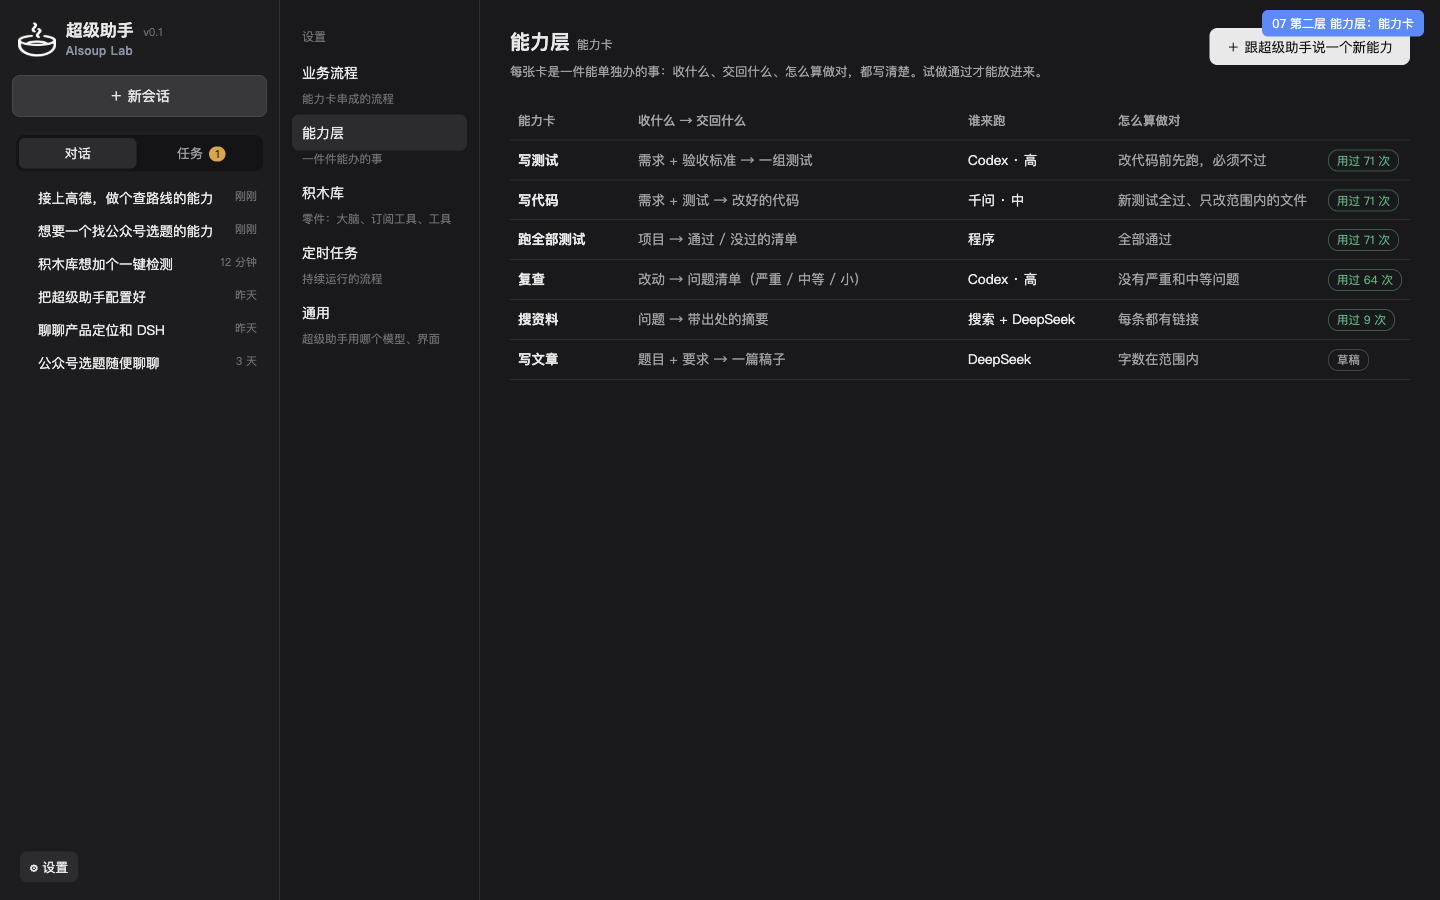 超级助手 v0.1
AIsoup Lab
+ 新会话
对话 任务 1
接上高德，做个查路线的能力 刚刚
想要一个找公众号选题的能力 刚刚
积木库想加个一键检测 12 分钟
把超级助手配置好 昨天
聊聊产品定位和 DSH 昨天
公众号选题随便聊聊 3 天
设置
设置
业务流程
能力卡串成的流程
能力层
一件件能办的事
积木库
零件：大脑、订阅工具、工具
定时任务
持续运行的流程
通用
超级助手用哪个模型、界面
07 第二层 能力层：能力卡
能力层 能力卡
+ 跟超级助手说一个新能力
每张卡是一件能单独办的事：收什么、交回什么、怎么算做对，都写清楚。试做通过才能放进来。
能力卡 收什么 → 交回什么 谁来跑 怎么算做对
写测试 需求 + 验收标准 → 一组测试 Codex · 高 改代码前先跑，必须不过 用过 71 次
写代码 需求 + 测试 → 改好的代码 千问 · 中 新测试全过、只改范围内的文件 用过 71 次
跑全部测试 项目 → 通过 / 没过的清单 程序 全部通过 用过 71 次
复查 改动 → 问题清单（严重 / 中等 / 小） Codex · 高 没有严重和中等问题 用过 64 次
搜资料 问题 → 带出处的摘要 搜索 + DeepSeek 每条都有链接 用过 9 次
写文章 题目 + 要求 → 一篇稿子 DeepSeek 字数在范围内 草稿